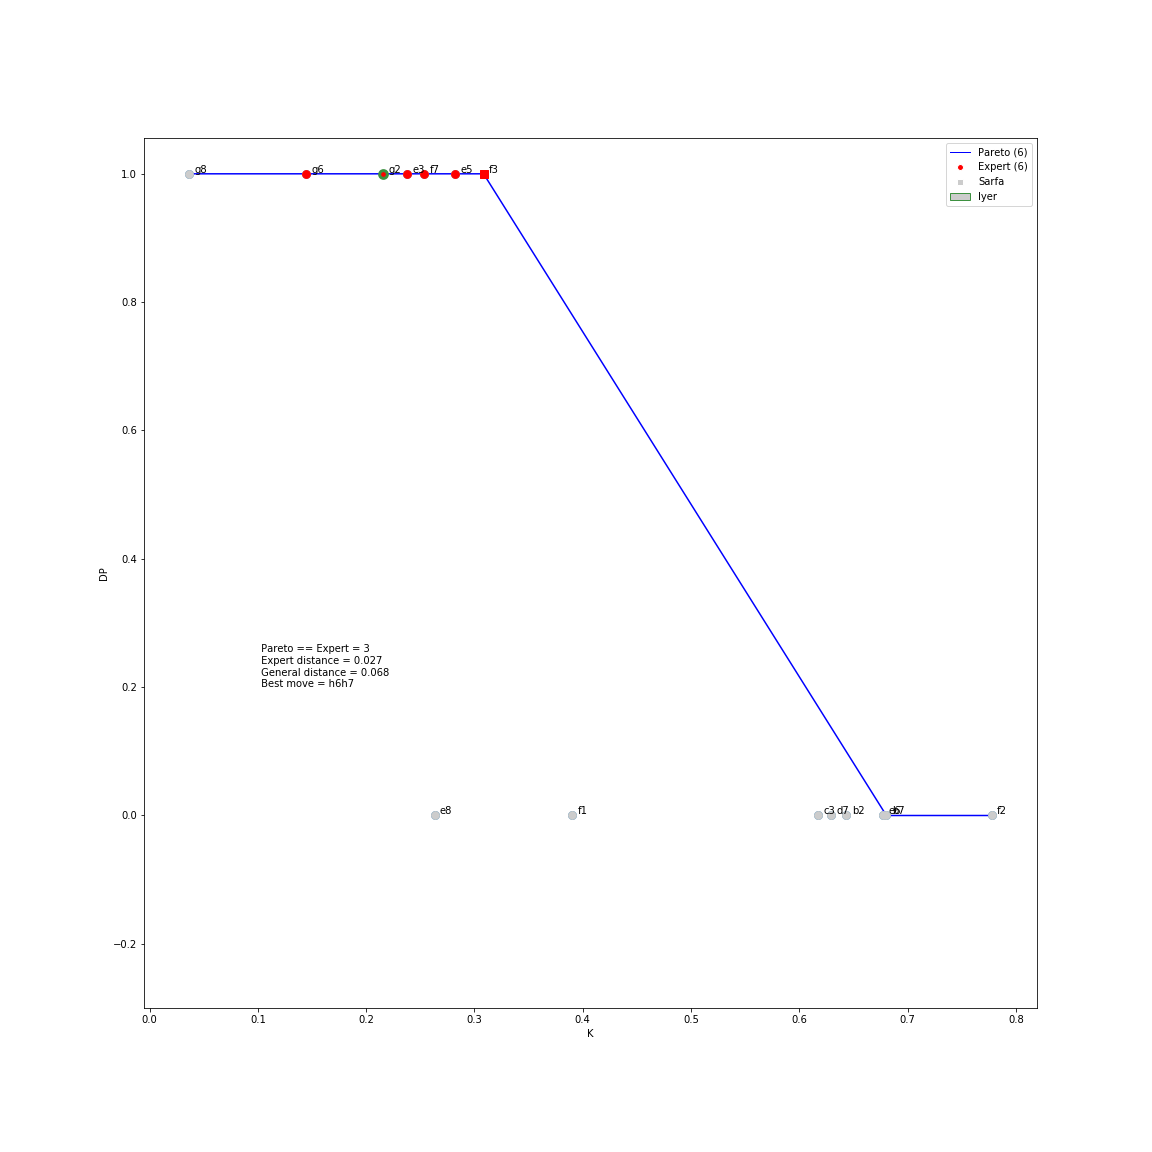 Pareto (6)
Expert (6)
Sarfa
Iyer
1.0
g8
g6
g2
e3
f7
e5
f3
0.8
0.6
DP
0.4
Pareto == Expert = 3
Expert distance = 0.027
General distance = 0.068
Best move = h6h7
0.2
0.0
e8
f1
c3
d7
b2
f2
−0.2
0.0 0.1 0.2 0.3 0.4 0.5 0.6 0.7 0.8
K